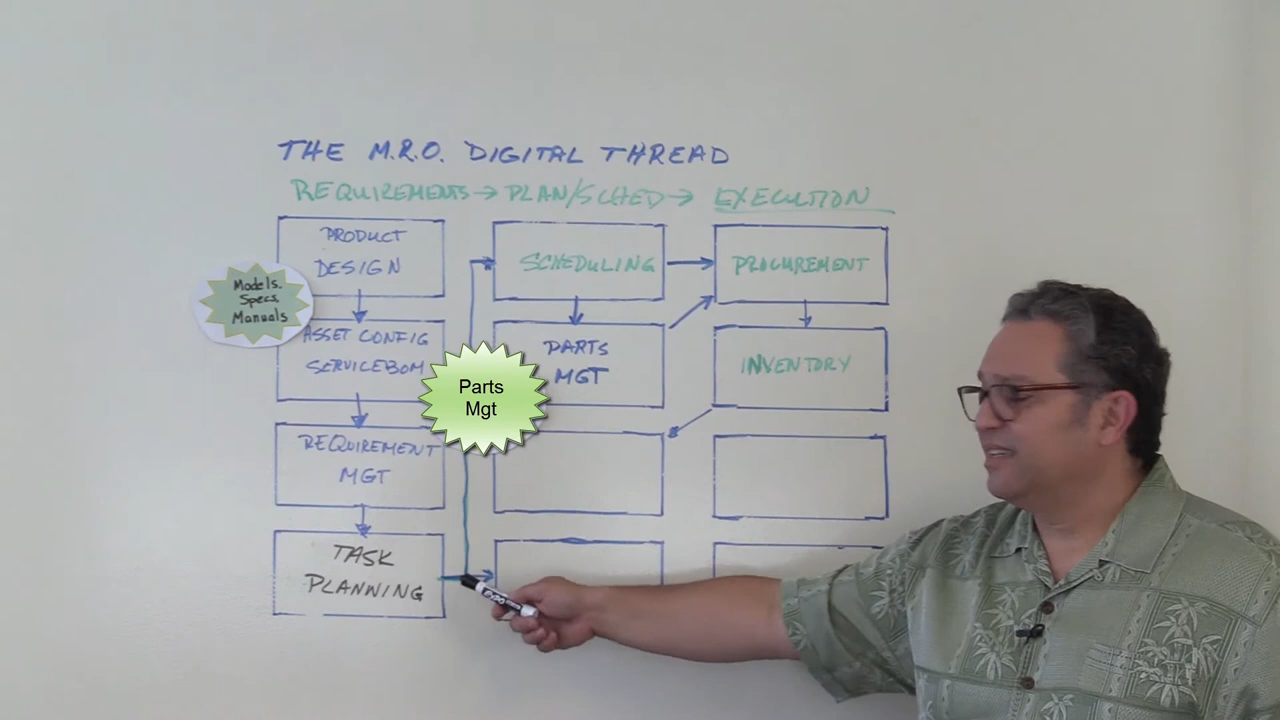 THE M.R.O. DIGITAL THREAD
REQUIREMENTS → PLAN/SCHED → EXECUTION
PRODUCT
DESIGN
Models.
Specs,
Manuals
ASSET CONFIG
SERVICEBOM
REQUIREMENT
MGT
TASK
PLANNING
SCHEDULING
PARTS
MGT
Parts
Mgt
PROCUREMENT
INVENTORY
EXPO